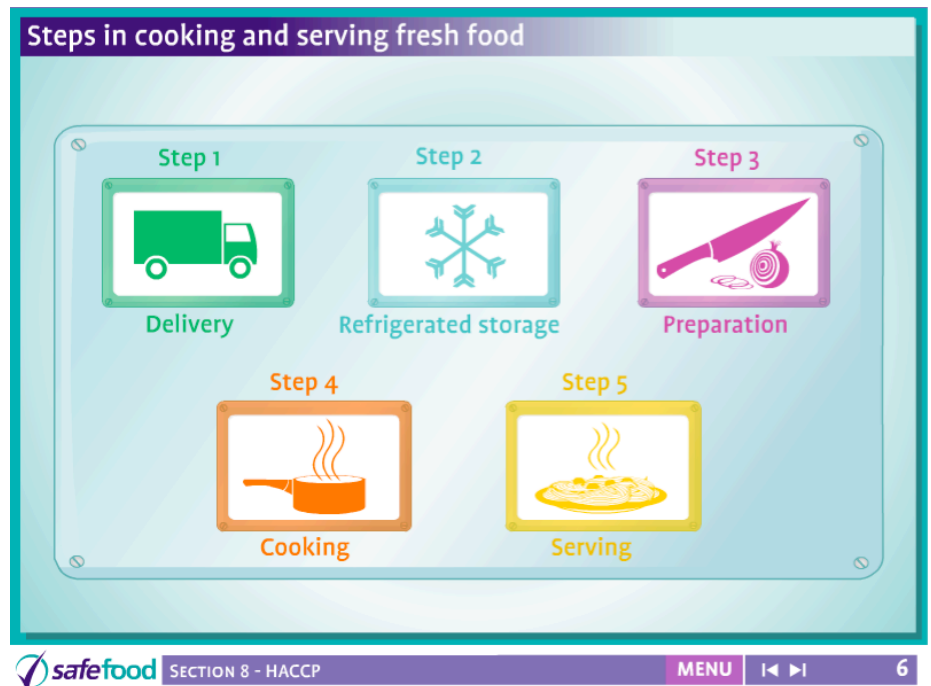 Steps in cooking and serving fresh food
Step 1
Step 2
Step 3
Delivery
Refrigerated storage
Preparation
Step 4
Step 5
Cooking
Serving
safefood SECTION 8 - HACCP MENU 6